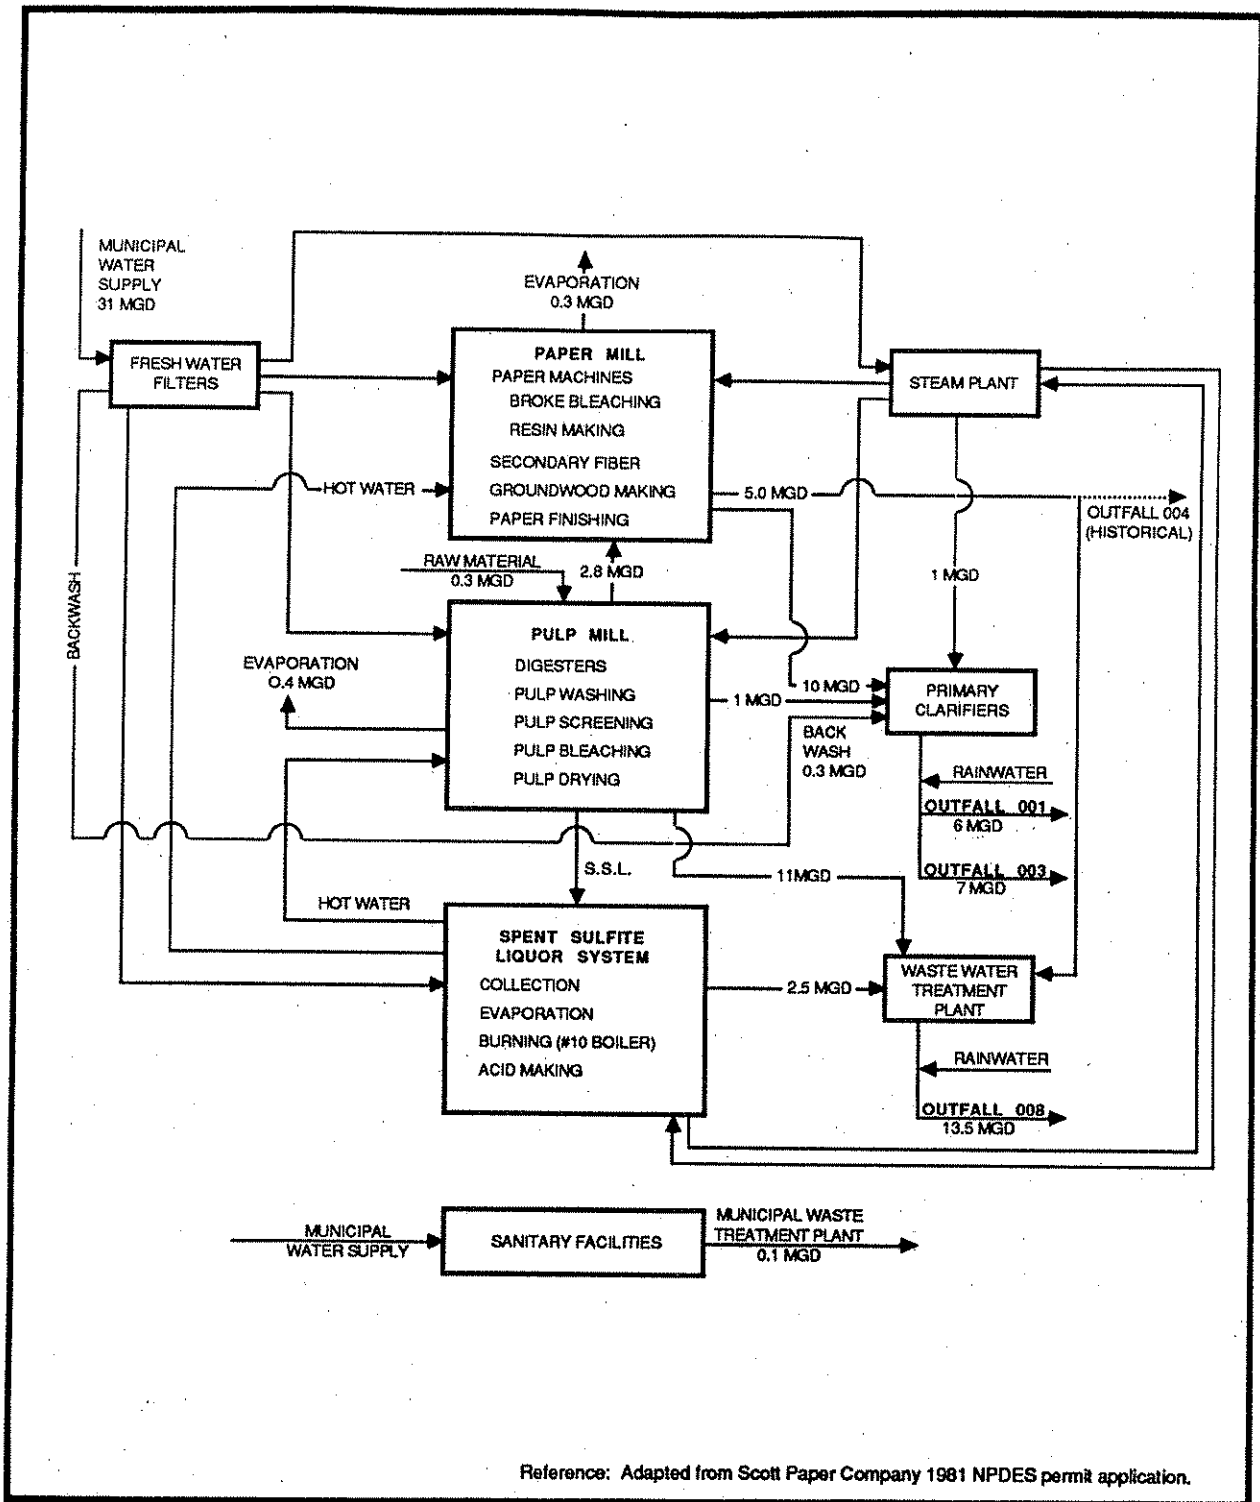 MUNICIPAL
WATER
SUPPLY
31 MGD
EVAPORATION
0.3 MGD
FRESH WATER
FILTERS
PAPER MILL
PAPER MACHINES
BROKE BLEACHING
RESIN MAKING
SECONDARY FIBER
GROUNDWOOD MAKING
PAPER FINISHING
STEAM PLANT
HOT WATER
5.0 MGD
OUTFALL 004
(HISTORICAL)
BACKWASH
RAW MATERIAL
0.3 MGD
2.8 MGD
1 MGD
PULP MILL
DIGESTERS
PULP WASHING
PULP SCREENING
PULP BLEACHING
PULP DRYING
EVAPORATION
0.4 MGD
10 MGD
1 MGD
BACK
WASH
0.3 MGD
PRIMARY
CLARIFIERS
RAINWATER
OUTFALL 001
6 MGD
OUTFALL 003
7 MGD
S.S.L.
11MGD
HOT WATER
SPENT SULFITE
LIQUOR SYSTEM
COLLECTION
EVAPORATION
BURNING (#10 BOILER)
ACID MAKING
2.5 MGD
WASTE WATER
TREATMENT
PLANT
RAINWATER
OUTFALL 008
13.5 MGD
MUNICIPAL
WATER SUPPLY
SANITARY FACILITIES
MUNICIPAL WASTE
TREATMENT PLANT
0.1 MGD
Reference: Adapted from Scott Paper Company 1981 NPDES permit application.